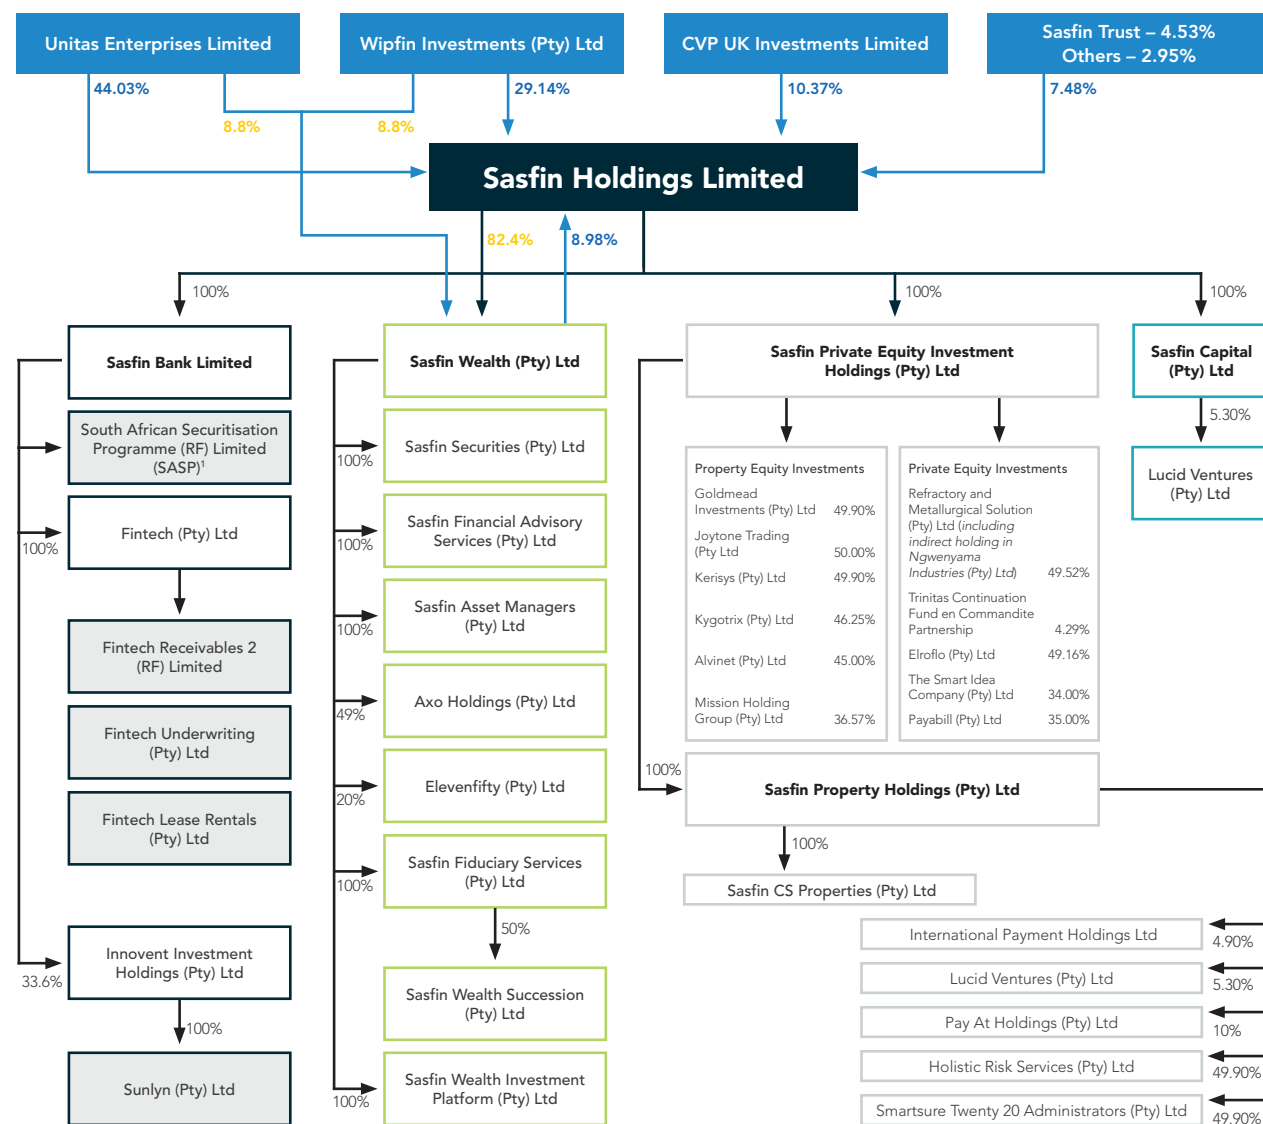 Unitas Enterprises Limited
Wipfin Investments (Pty) Ltd
CVP UK Investments Limited
Sasfin Trust – 4.53%
Others – 2.95%
44.03%
8.8%
8.8%
29.14%
10.37%
7.48%
Sasfin Holdings Limited
82.4%
8.98%
100%
100%
100%
Sasfin Bank Limited
South African Securitisation
Programme (RF) Limited
(SASP)¹
100%
Fintech (Pty) Ltd
Fintech Receivables 2
(RF) Limited
Fintech Underwriting
(Pty) Ltd
Fintech Lease Rentals
(Pty) Ltd
33.6%
Innovent Investment
Holdings (Pty) Ltd
100%
Sunlyn (Pty) Ltd
Sasfin Wealth (Pty) Ltd
100%
Sasfin Securities (Pty) Ltd
100%
Sasfin Financial Advisory
Services (Pty) Ltd
100%
Sasfin Asset Managers
(Pty) Ltd
49%
Axo Holdings (Pty) Ltd
20%
Elevenfifty (Pty) Ltd
100%
Sasfin Fiduciary Services
(Pty) Ltd
50%
Sasfin Wealth Succession
(Pty) Ltd
100%
Sasfin Wealth Investment
Platform (Pty) Ltd
Sasfin Private Equity Investment
Holdings (Pty) Ltd
Property Equity Investments
Goldmead
Investments (Pty) Ltd 49.90%
Joytone Trading
(Pty Ltd 50.00%
Kerisys (Pty) Ltd 49.90%
Kygotrix (Pty) Ltd 46.25%
Alvinet (Pty) Ltd 45.00%
Mission Holding
Group (Pty) Ltd 36.57%
Private Equity Investments
Refractory and
Metallurgical Solution
(Pty) Ltd (including
indirect holding in
Ngwenyama
Industries (Pty) Ltd) 49.52%
Trinitas Continuation
Fund en Commandite
Partnership 4.29%
Elroflo (Pty) Ltd 49.16%
The Smart Idea
Company (Pty) Ltd 34.00%
Payabill (Pty) Ltd 35.00%
100%
Sasfin Property Holdings (Pty) Ltd
100%
Sasfin CS Properties (Pty) Ltd
Sasfin Capital
(Pty) Ltd
5.30%
Lucid Ventures
(Pty) Ltd
International Payment Holdings Ltd
4.90%
Lucid Ventures (Pty) Ltd
5.30%
Pay At Holdings (Pty) Ltd
10%
Holistic Risk Services (Pty) Ltd
49.90%
Smartsure Twenty 20 Administrators (Pty) Ltd
49.90%